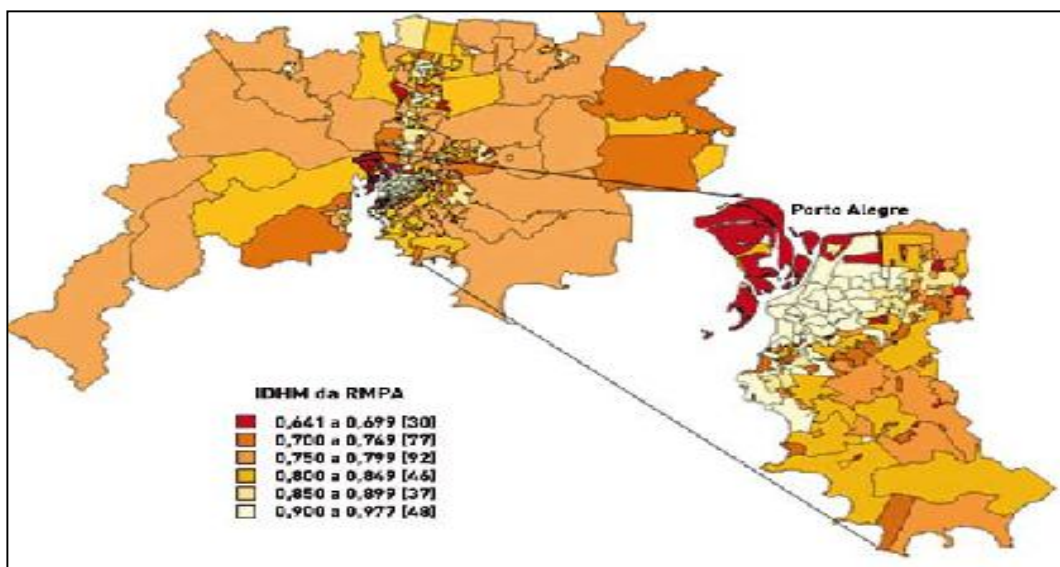 Porto Alegre
IDHM da RMPA
0,641 a 0,699 [30]
0,700 a 0,749 [77]
0,750 a 0,799 [92]
0,800 a 0,849 [46]
0,850 a 0,899 [37]
0,900 a 0,977 [48]